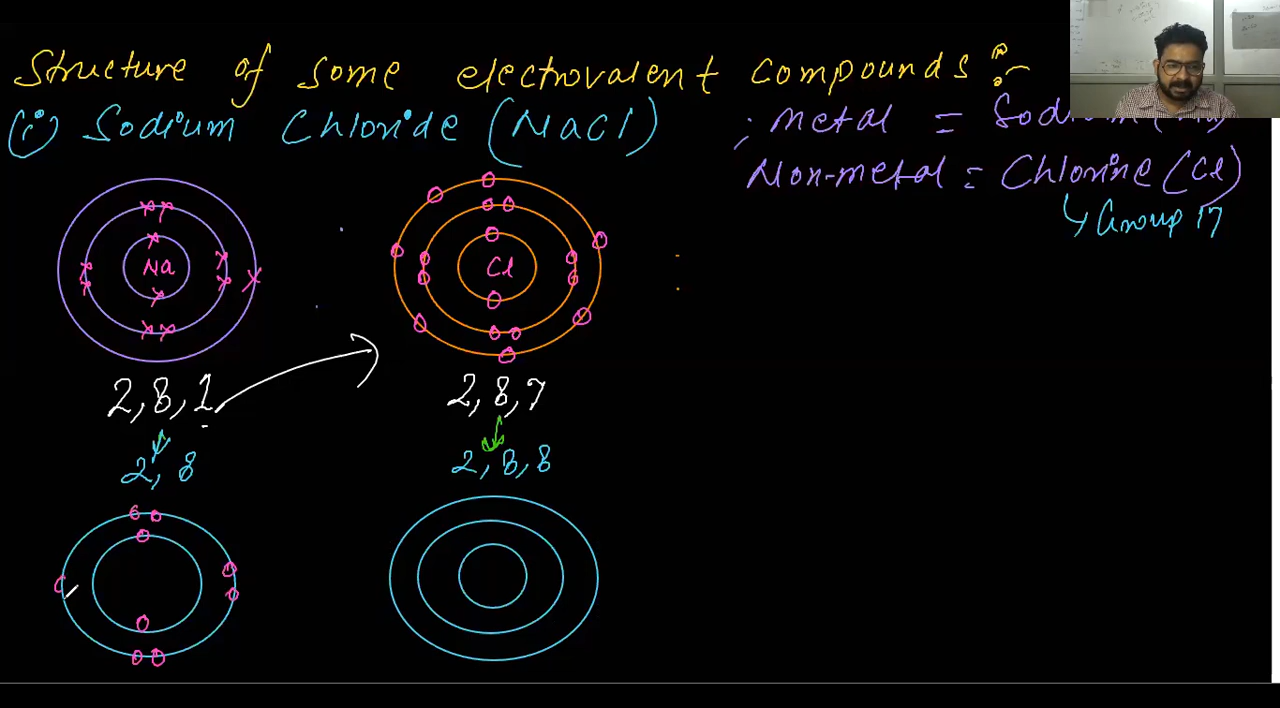 Structure of some electrovalent compounds :-
(i) Sodium Chloride (NaCl)
; Metal =
Non-metal = Chlorine (Cl)
↳ Group 17
Na
Cl
2, 8, 1
2, 8, 7
2, 8
2, 8, 8